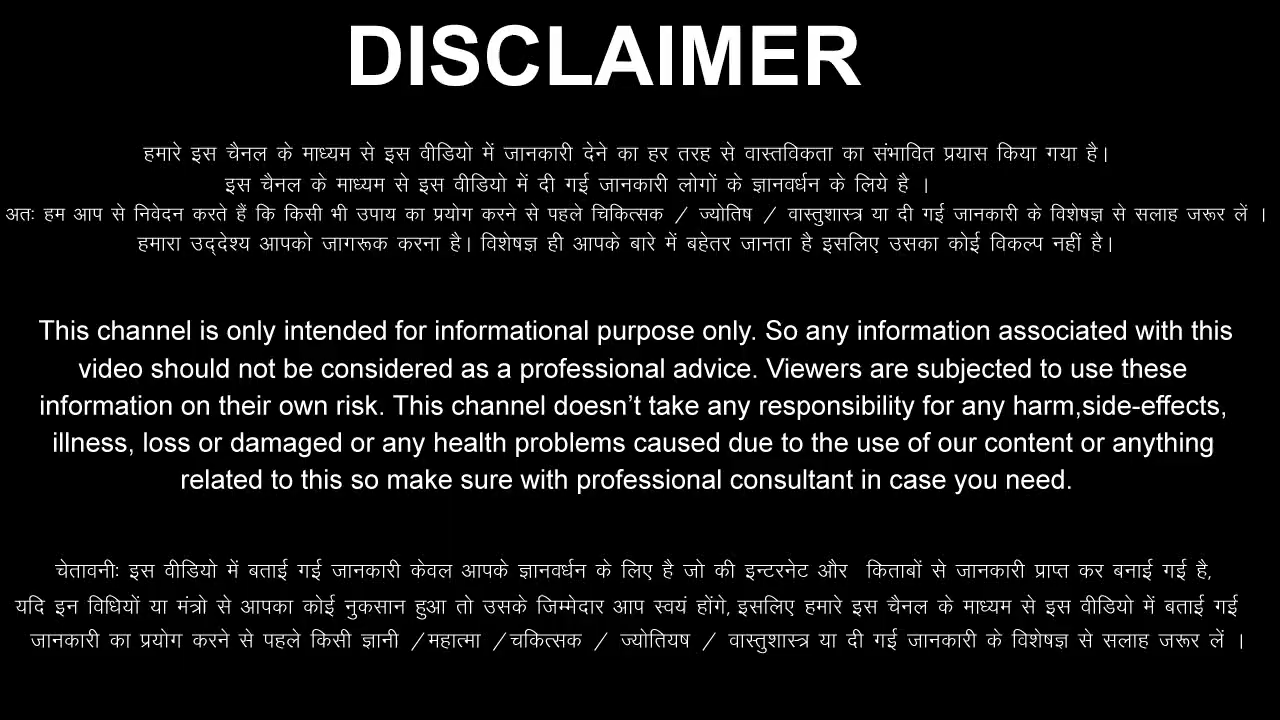 DISCLAIMER
हमारे इस चैनल के माध्यम से इस वीडियो में जानकारी देने का हर तरह से वास्तविकता का संभावित प्रयास किया गया है।
इस चैनल के माध्यम से इस वीडियो में दी गई जानकारी लोगों के ज्ञानवर्धन के लिये है ।
अतः हम आप से निवेदन करते हैं कि किसी भी उपाय का प्रयोग करने से पहले चिकित्सक / ज्योतिष / वास्तुशास्त्र या दी गई जानकारी के विशेषज्ञ से सलाह जरूर लें ।
हमारा उद्देश्य आपको जागरूक करना है। विशेषज्ञ ही आपके बारे में बहेतर जानता है इसलिए उसका कोई विकल्प नहीं है।
This channel is only intended for informational purpose only. So any information associated with this
video should not be considered as a professional advice. Viewers are subjected to use these
information on their own risk. This channel doesn’t take any responsibility for any harm,side-effects,
illness, loss or damaged or any health problems caused due to the use of our content or anything
related to this so make sure with professional consultant in case you need.
चेतावनीः इस वीडियो में बताई गई जानकारी केवल आपके ज्ञानवर्धन के लिए है जो की इन्टरनेट और किताबों से जानकारी प्राप्त कर बनाई गई है,
यदि इन विधियों या मंत्रो से आपका कोई नुकसान हुआ तो उसके जिम्मेदार आप स्वयं होंगे, इसलिए हमारे इस चैनल के माध्यम से इस वीडियो में बताई गई
जानकारी का प्रयोग करने से पहले किसी ज्ञानी /महात्मा /चकित्सक / ज्योतियष / वास्तुशास्त्र या दी गई जानकारी के विशेषज्ञ से सलाह जरूर लें ।